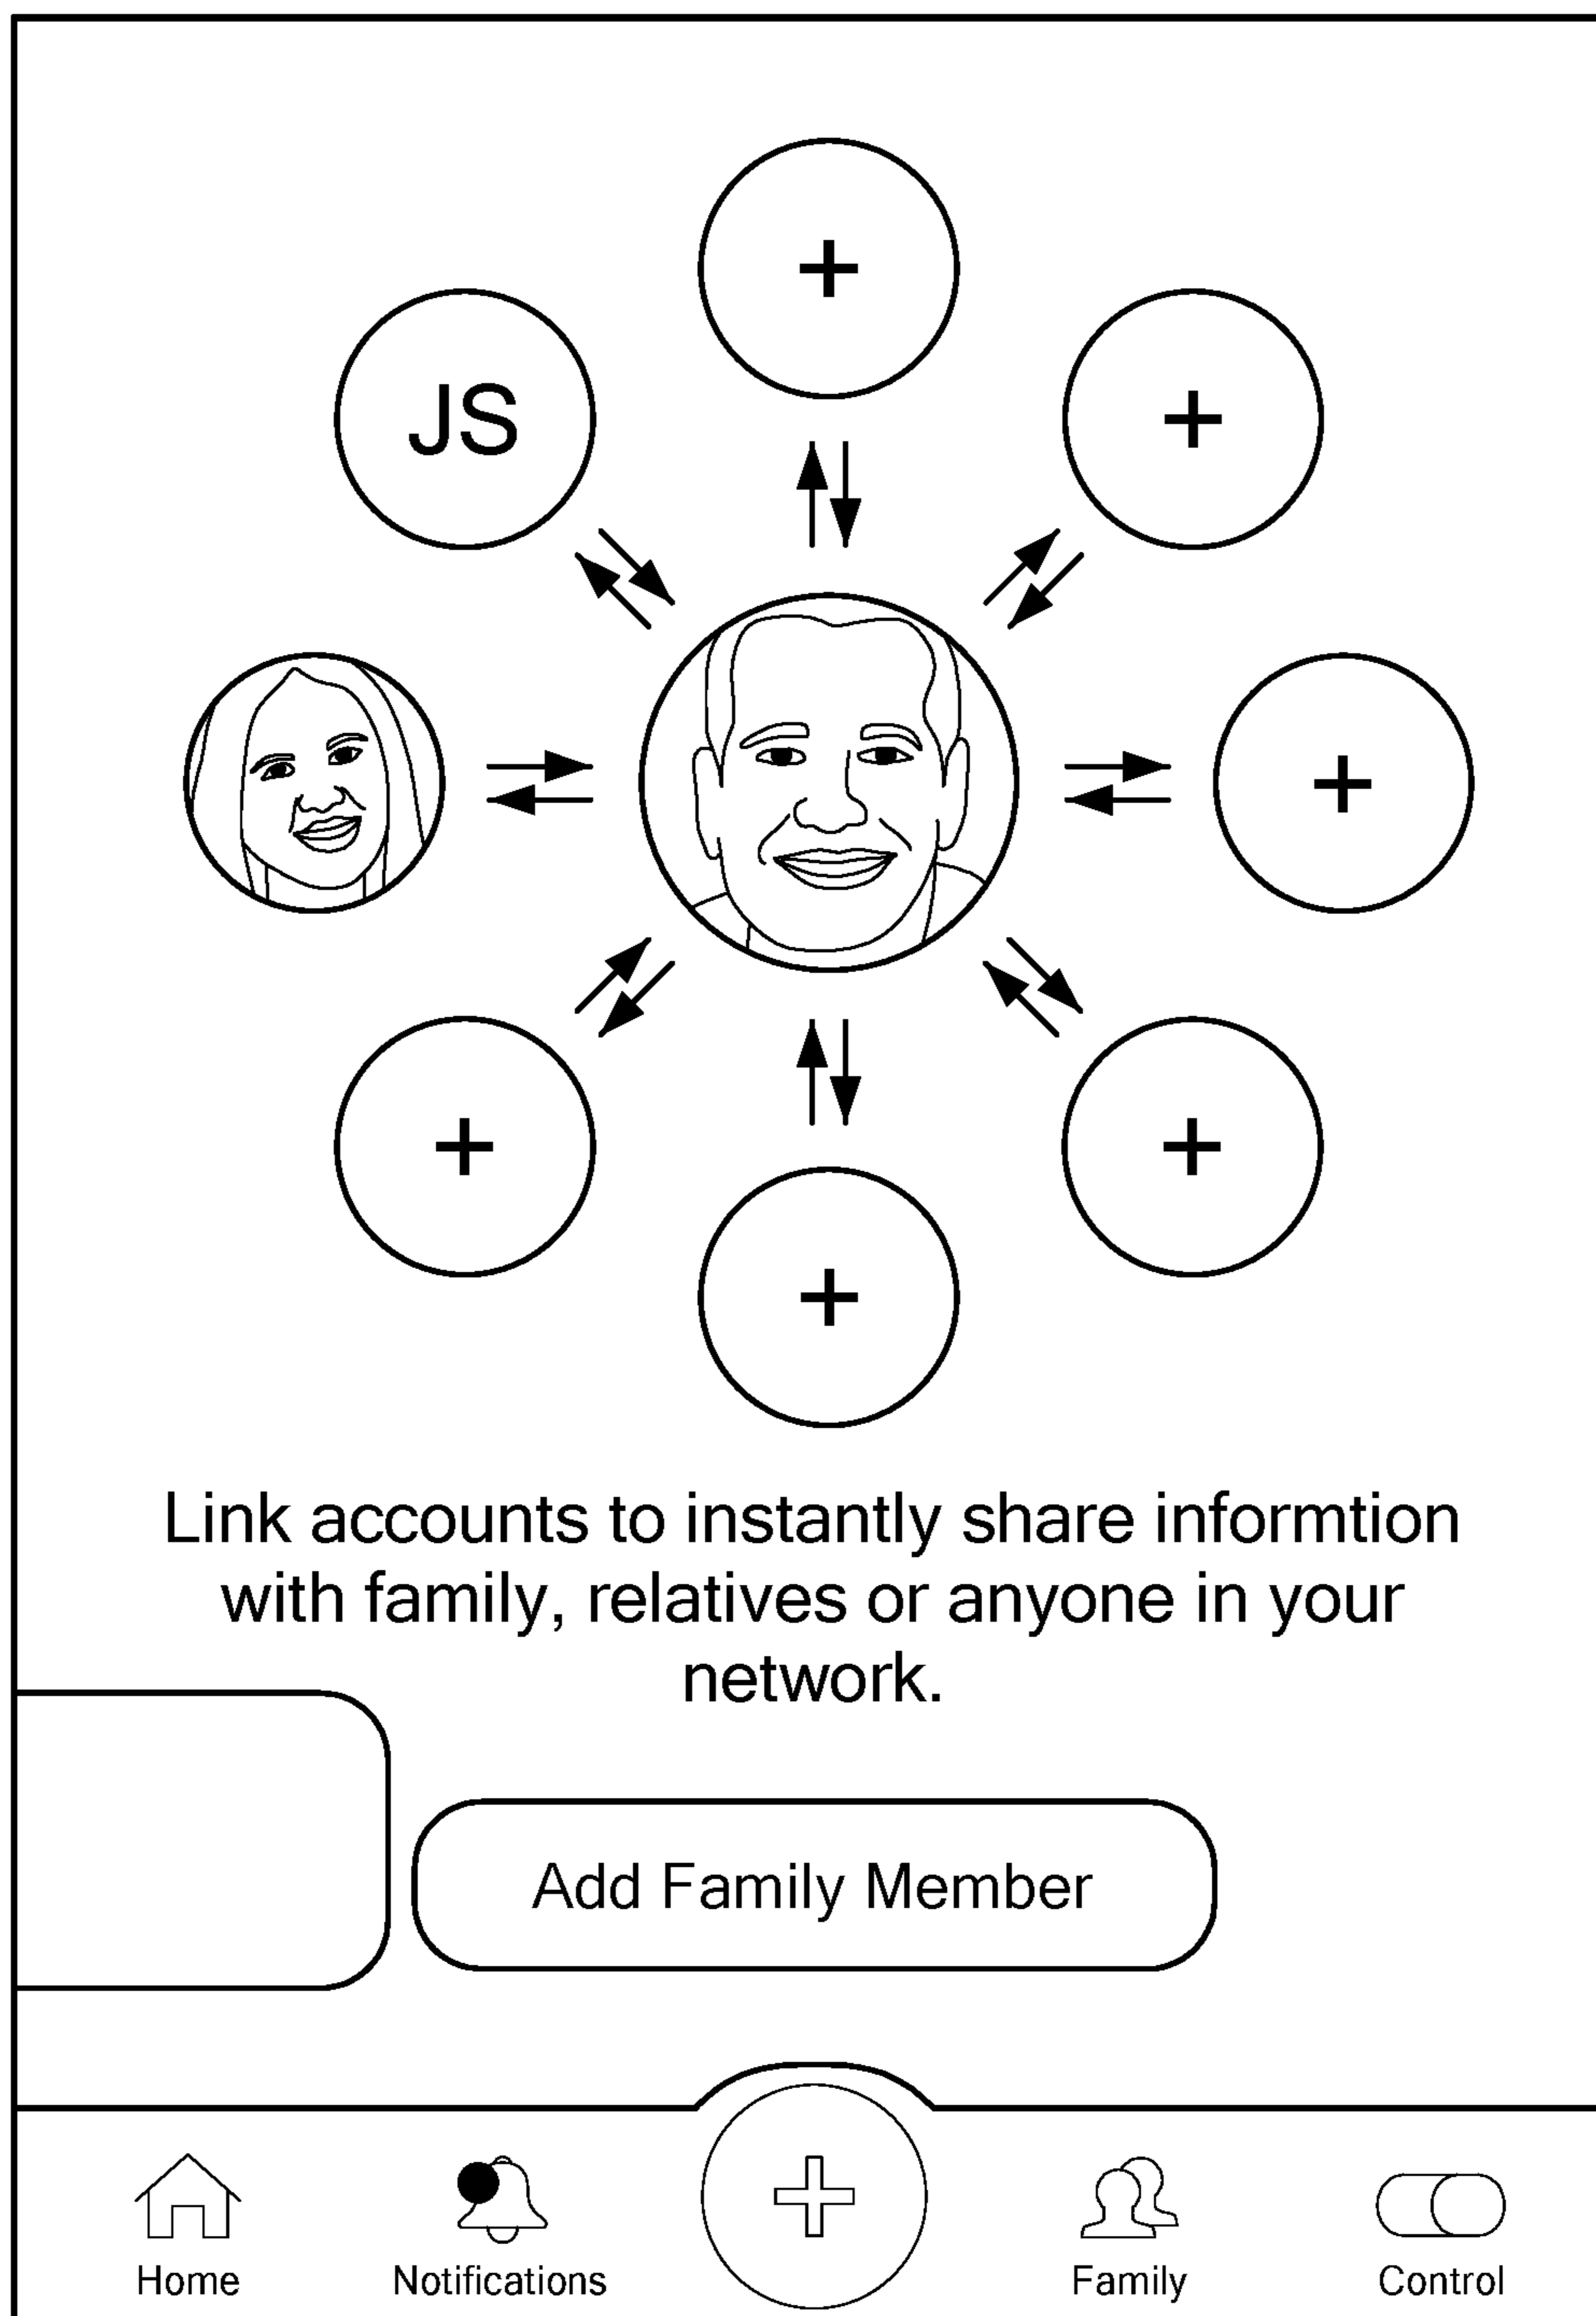 +
JS
+
+
+
+
+
Link accounts to instantly share informtion
with family, relatives or anyone in your
network.
Add Family Member
+
Home Notifications Family Control